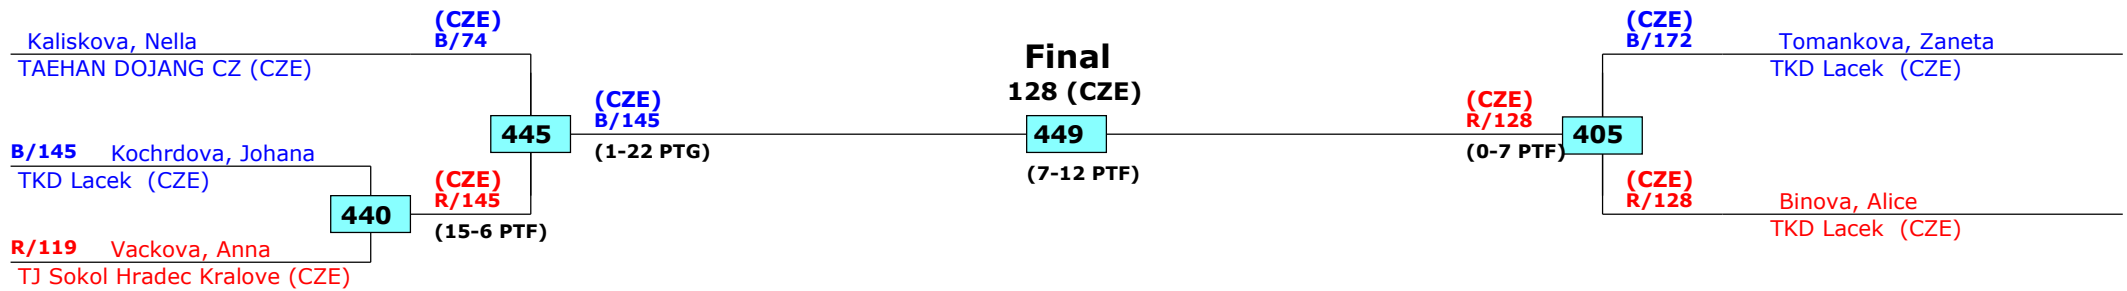 (CZE)
B/74
Kaliskova, Nella
TAEHAN DOJANG CZ (CZE)
B/145 Kochrdova, Johana
TKD Lacek (CZE)
R/119 Vackova, Anna
TJ Sokol Hradec Kralove (CZE)
440
(CZE)
R/145
(15-6 PTF)
445
(CZE)
B/145
(1-22 PTG)
Final
128 (CZE)
449
(7-12 PTF)
(CZE)
R/128
(0-7 PTF)
405
(CZE)
B/172
Tomankova, Zaneta
TKD Lacek (CZE)
(CZE)
R/128
Binova, Alice
TKD Lacek (CZE)